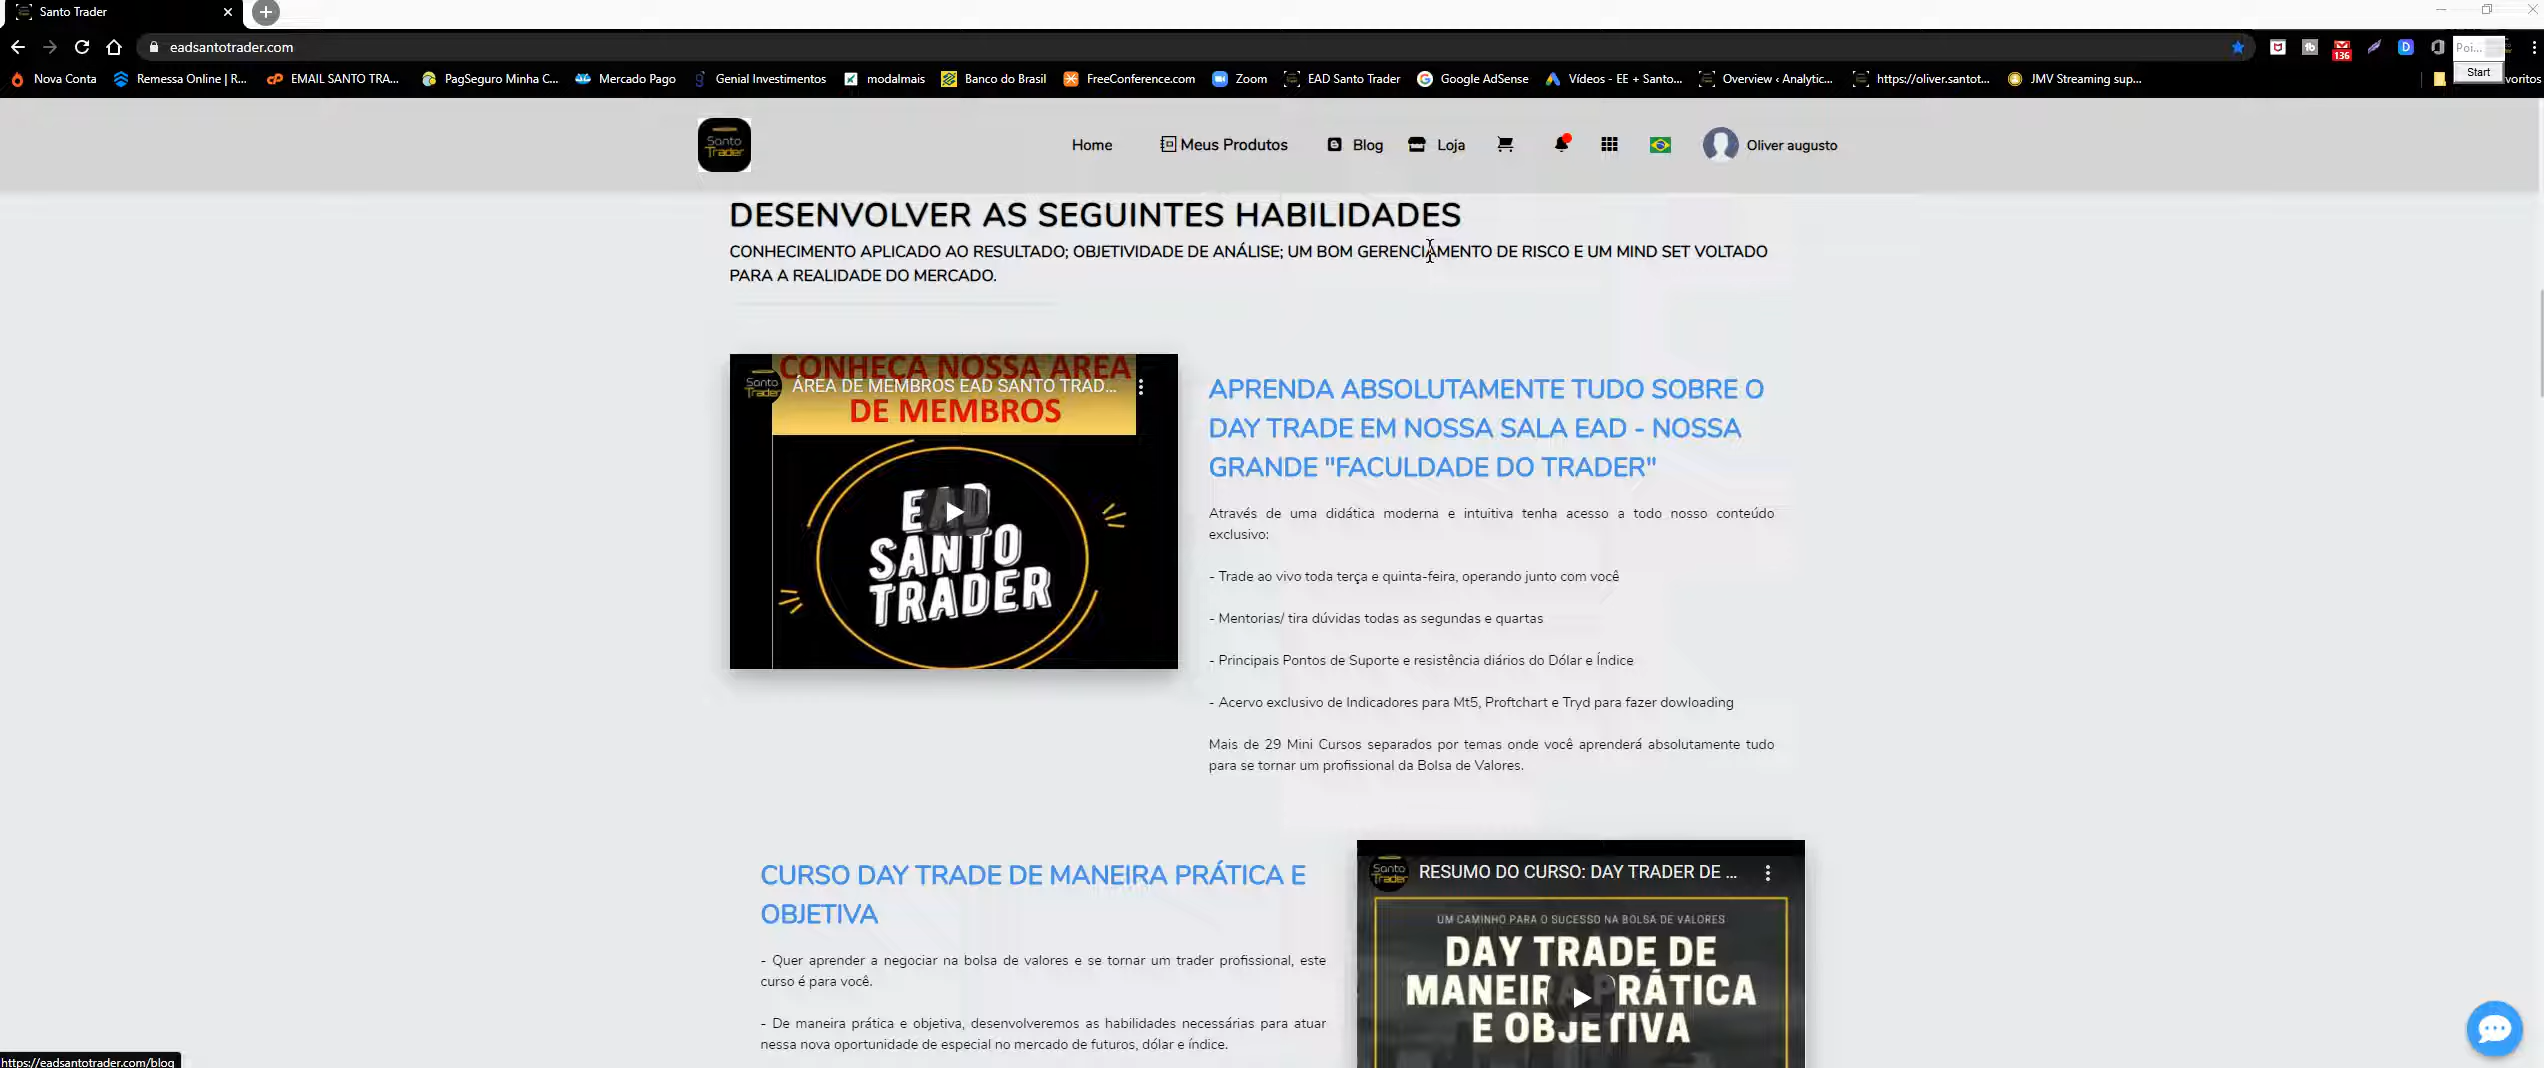 Santo Trader
eadsantotrader.com
Poi...
136
Start
Nova Conta
Remessa Online | R...
EMAIL SANTO TRA...
PagSeguro Minha C...
Mercado Pago
Genial Investimentos
modalmais
Banco do Brasil
FreeConference.com
Zoom
EAD Santo Trader
Google AdSense
Vídeos - EE + Santo...
Overview ‹ Analytic...
https://oliver.santot...
JMV Streaming sup...
voritos
Santo
Trader
Home
Meus Produtos
Blog
Loja
Oliver augusto
DESENVOLVER AS SEGUINTES HABILIDADES
CONHECIMENTO APLICADO AO RESULTADO; OBJETIVIDADE DE ANÁLISE; UM BOM GERENCIAMENTO DE RISCO E UM MIND SET VOLTADO
PARA A REALIDADE DO MERCADO.
CONHEÇA NOSSA AREA
Santo
Trader
ÁREA DE MEMBROS EAD SANTO TRAD...
DE MEMBROS
EAD
SANTO
TRADER
APRENDA ABSOLUTAMENTE TUDO SOBRE O
DAY TRADE EM NOSSA SALA EAD - NOSSA
GRANDE "FACULDADE DO TRADER"
Através de uma didática moderna e intuitiva tenha acesso a todo nosso conteúdo
exclusivo:
- Trade ao vivo toda terça e quinta-feira, operando junto com você
- Mentorias/ tira dúvidas todas as segundas e quartas
- Principais Pontos de Suporte e resistência diários do Dólar e Índice
- Acervo exclusivo de Indicadores para Mt5, Proftchart e Tryd para fazer dowloading
Mais de 29 Mini Cursos separados por temas onde você aprenderá absolutamente tudo
para se tornar um profissional da Bolsa de Valores.
CURSO DAY TRADE DE MANEIRA PRÁTICA E
OBJETIVA
- Quer aprender a negociar na bolsa de valores e se tornar um trader profissional, este
curso é para você.
- De maneira prática e objetiva, desenvolveremos as habilidades necessárias para atuar
nessa nova oportunidade de especial no mercado de futuros, dólar e índice.
Santo
Trader
RESUMO DO CURSO: DAY TRADER DE ...
UM CAMINHO PARA O SUCESSO NA BOLSA DE VALORES
DAY TRADE DE
MANEIRA PRÁTICA
E OBJETIVA
https://eadsantotrader.com/blog